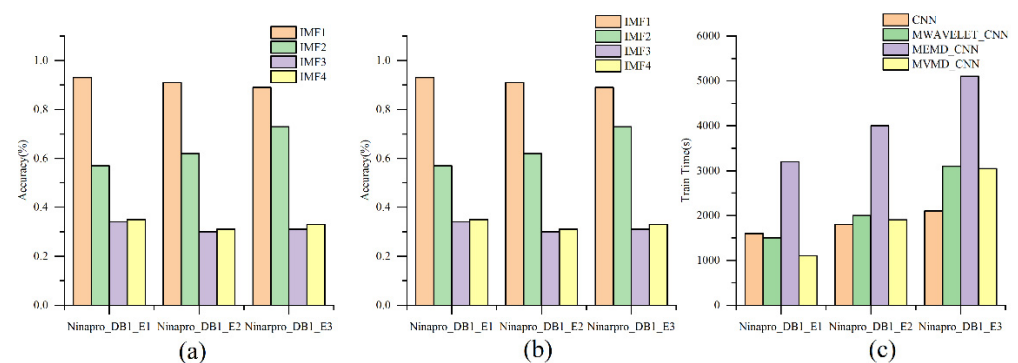 IMF1
IMF2
IMF3
IMF4
Accuracy(%)
1.0
0.8
0.6
0.4
0.2
0.0
Ninapro_DB1_E1
Ninapro_DB1_E2
Ninarpro_DB1_E3
(a)
IMF1
IMF2
IMF3
IMF4
Accuracy(%)
1.0
0.8
0.6
0.4
0.2
0.0
Ninapro_DB1_E1
Ninapro_DB1_E2
Ninarpro_DB1_E3
(b)
CNN
MWAVELET_CNN
MEMD_CNN
MVMD_CNN
Train Time(s)
6000
5000
4000
3000
2000
1000
0
Ninapro_DB1_E1
Ninapro_DB1_E2
Ninapro_DB1_E3
(c)